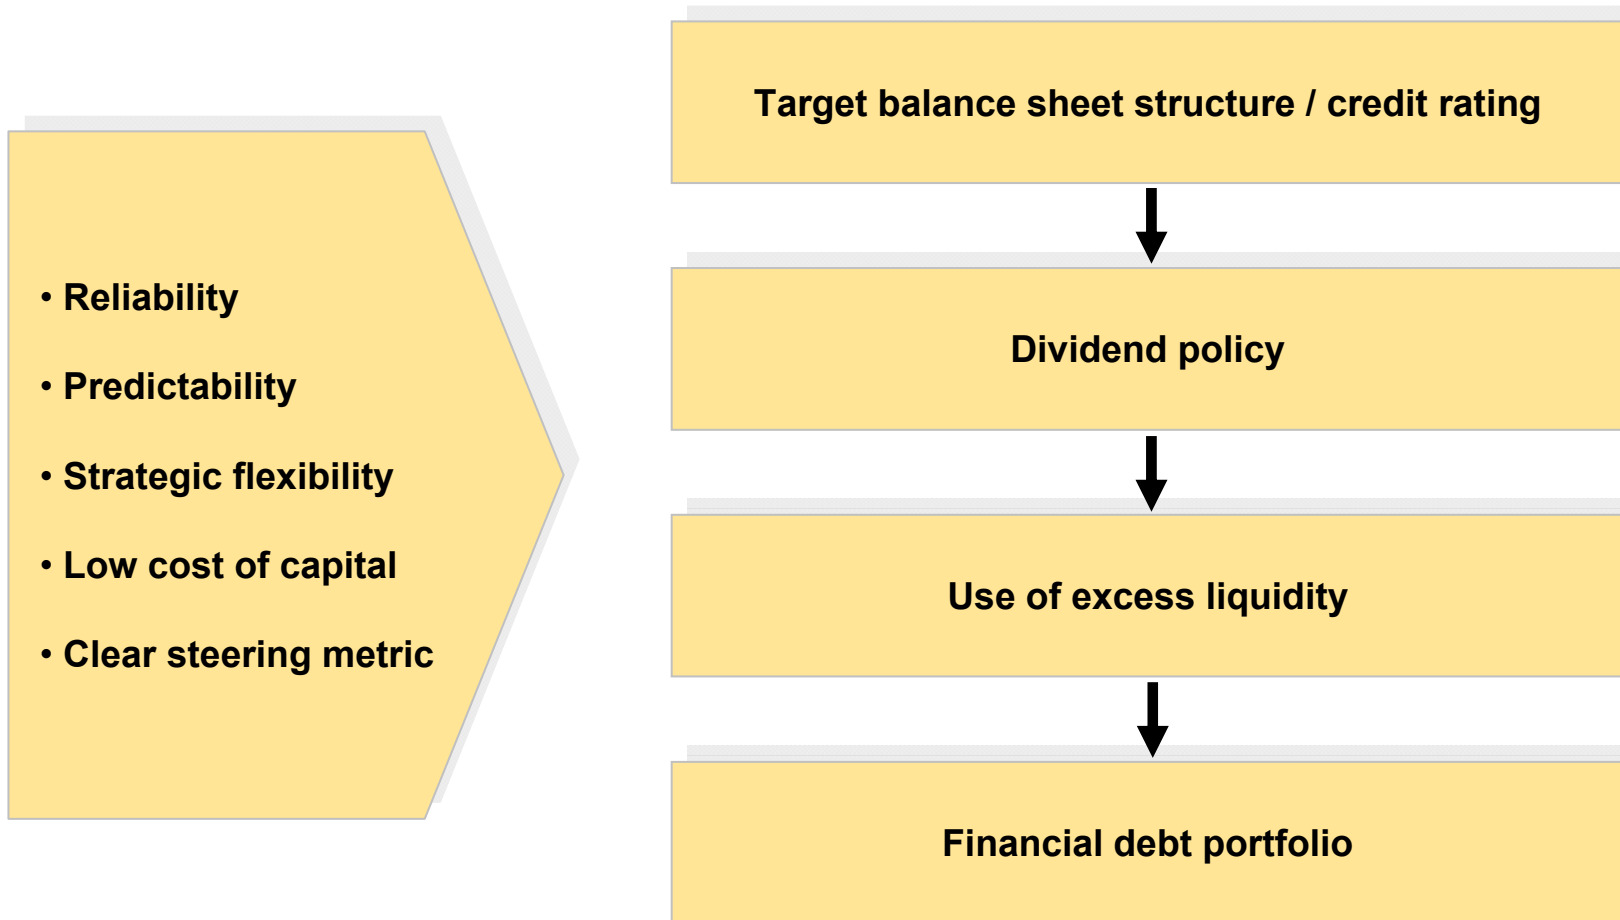 • Reliability
• Predictability
• Strategic flexibility
• Low cost of capital
• Clear steering metric
Target balance sheet structure / credit rating
Dividend policy
Use of excess liquidity
Financial debt portfolio